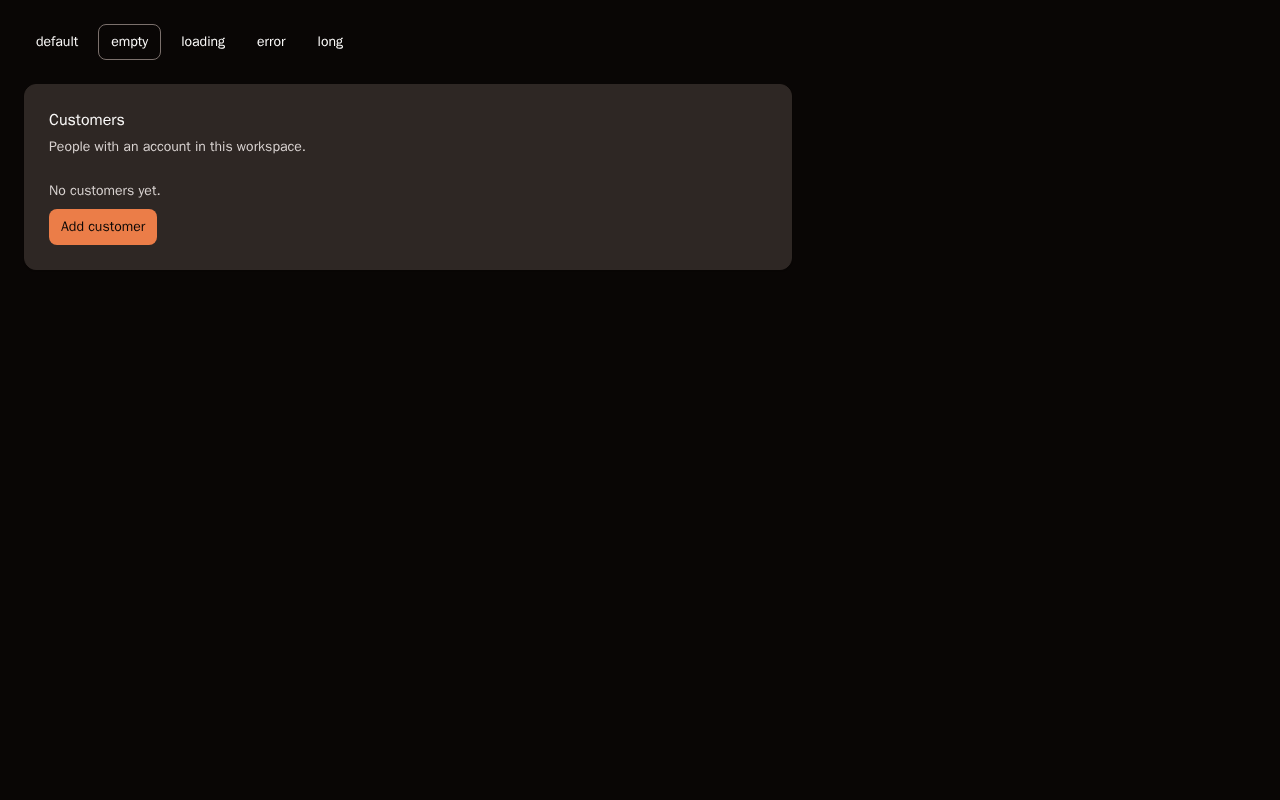 default empty loading error long
Customers
People with an account in this workspace.
No customers yet.
Add customer